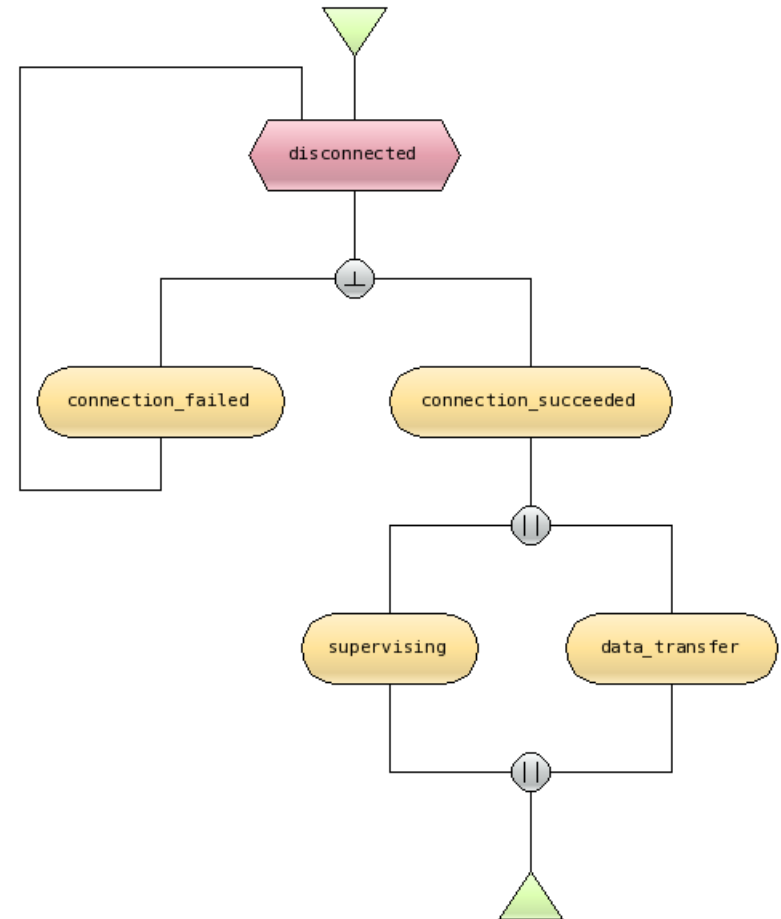 disconnected
connection_failed
connection_succeeded
supervising
data_transfer